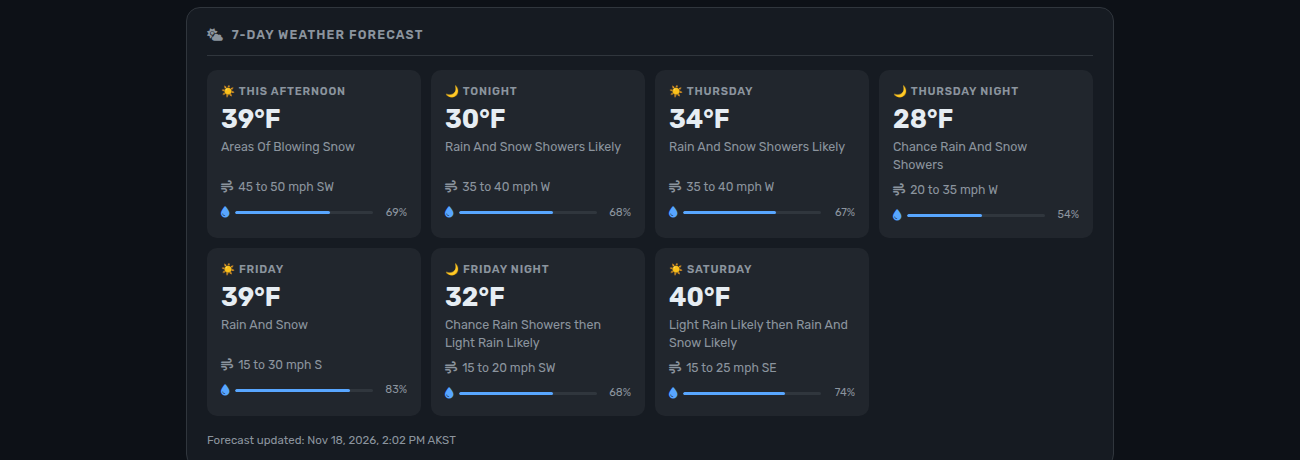 7-DAY WEATHER FORECAST
THIS AFTERNOON
39°F
Areas Of Blowing Snow
45 to 50 mph SW
69%
TONIGHT
30°F
Rain And Snow Showers Likely
35 to 40 mph W
68%
THURSDAY
34°F
Rain And Snow Showers Likely
35 to 40 mph W
67%
THURSDAY NIGHT
28°F
Chance Rain And Snow
Showers
20 to 35 mph W
54%
FRIDAY
39°F
Rain And Snow
15 to 30 mph S
83%
FRIDAY NIGHT
32°F
Chance Rain Showers then
Light Rain Likely
15 to 20 mph SW
68%
SATURDAY
40°F
Light Rain Likely then Rain And
Snow Likely
15 to 25 mph SE
74%
Forecast updated: Nov 18, 2026, 2:02 PM AKST